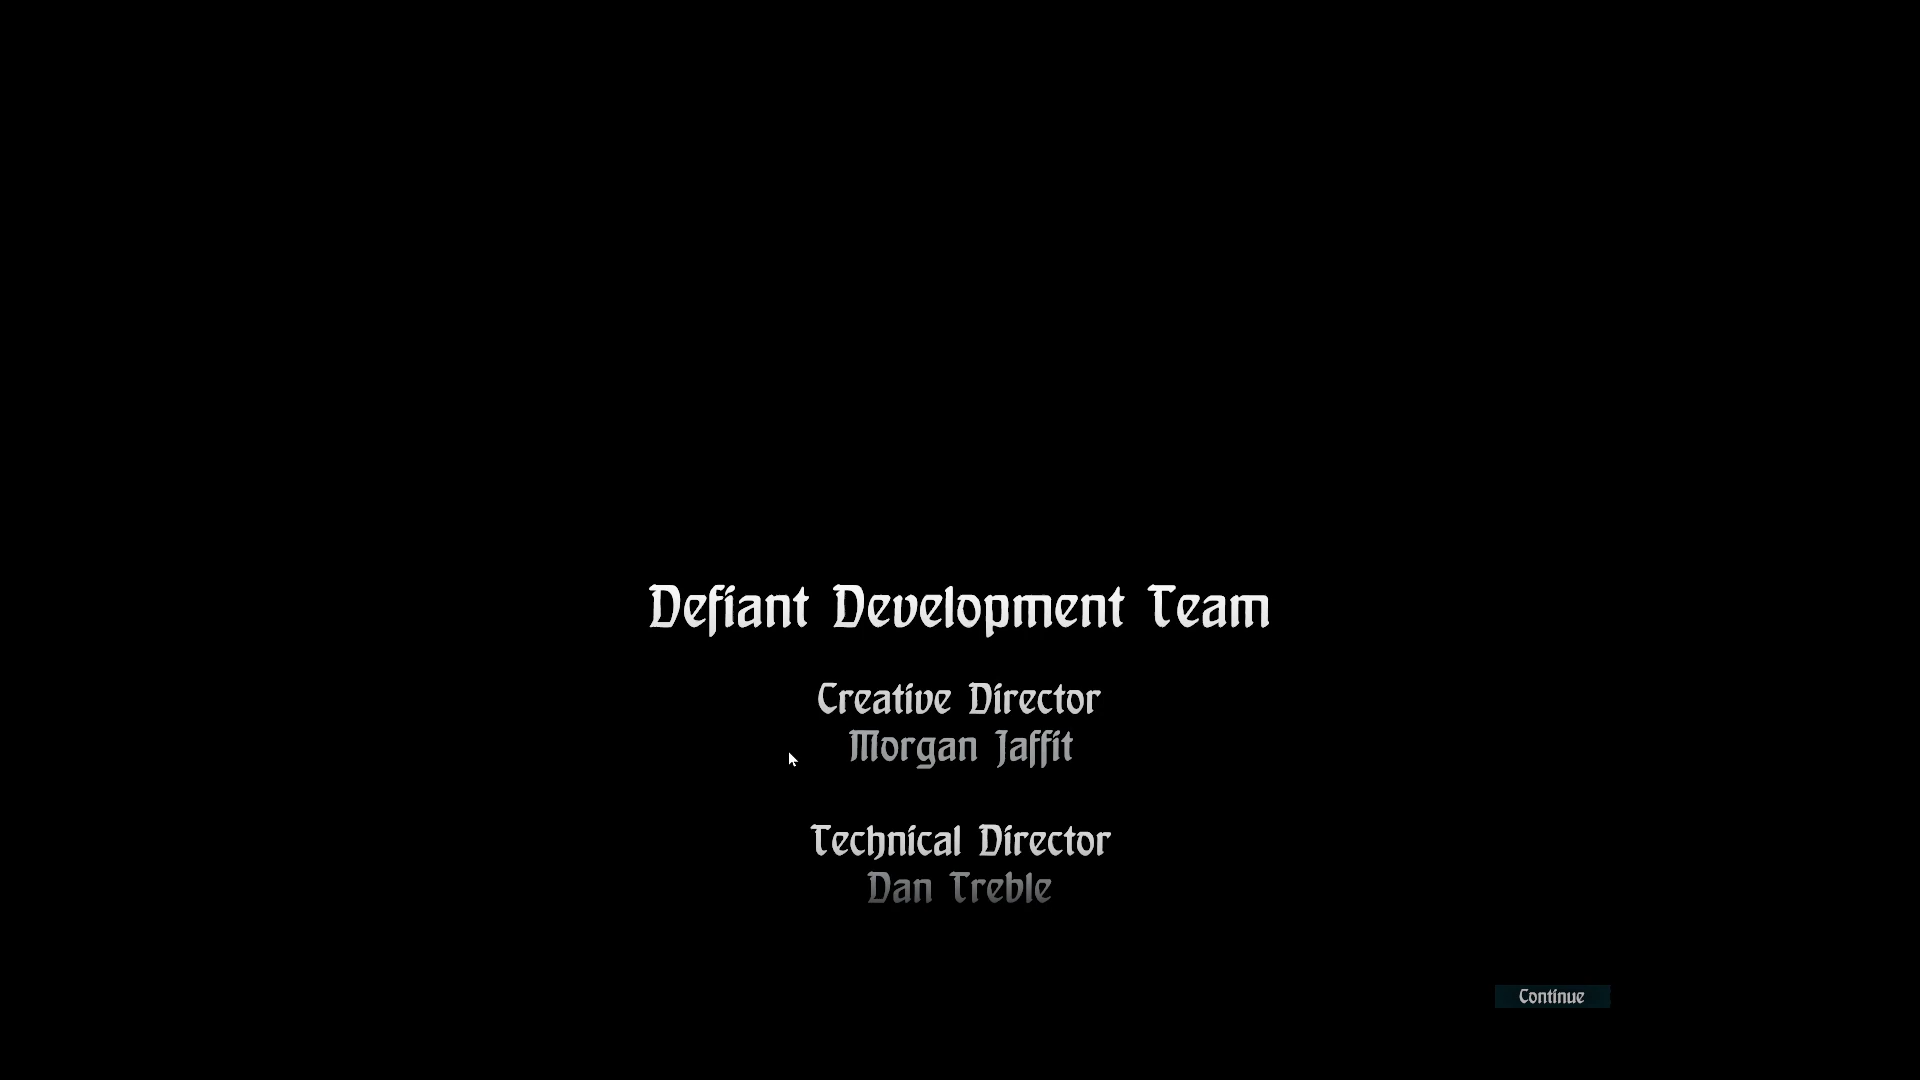 Defiant Development Team
Creative Director
Morgan Jaffit
Technical Director
Dan Treble
Continue